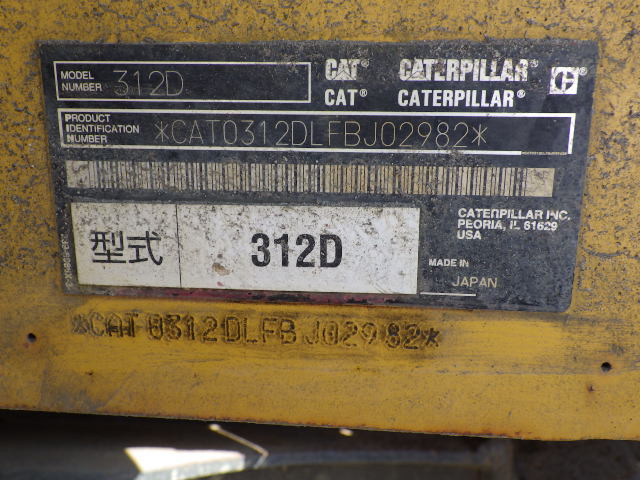 MODEL NUMBER 312D
CAT® CATERPILLAR®
CAT® CATERPILLAR®
PRODUCT IDENTIFICATION NUMBER *CAT0312DLFBJ02982*
CATERPILLAR INC.
PEORIA, IL 61629
USA
型式 312D
MADE IN JAPAN
*CAT0312DLFBJ02982*